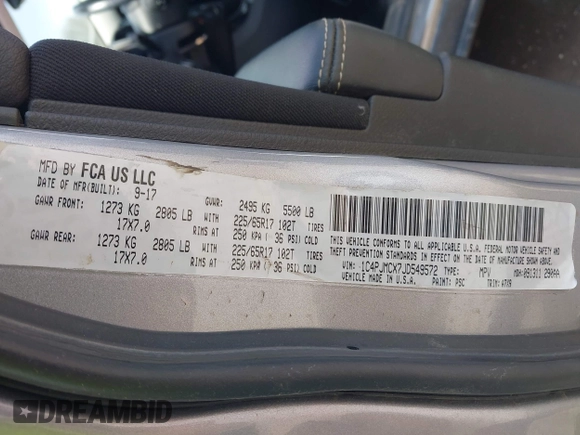 MFD BY FCA US LLC
DATE OF MFR(BUILT): 9-17
GVWR: 2495 KG 5500 LB
GAWR FRONT: 1273 KG 2805 LB WITH 225/65R17 102T TIRES
17X7.0 RIMS AT 250 KPA ( 36 PSI) COLD
GAWR REAR: 1273 KG 2805 LB WITH 225/65R17 102T TIRES
17X7.0 RIMS AT 250 KPA ( 36 PSI) COLD
THIS VEHICLE CONFORMS TO ALL APPLICABLE U.S.A. FEDERAL MOTOR VEHICLE SAFETY AND
THEFT PREVENTION STANDARDS IN EFFECT ON THE DATE OF MANUFACTURE SHOWN ABOVE.
VIN: 1C4PJMCX7JD549572 TYPE: MPV MDH: 091311
VEHICLE MADE IN U.S.A. PAINT: PSC TRIM: A7X9
DREAMBID